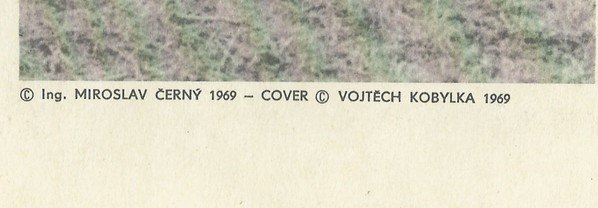 © Ing. MIROSLAV ČERNÝ 1969 – COVER © VOJTĚCH KOBYLKA 1969